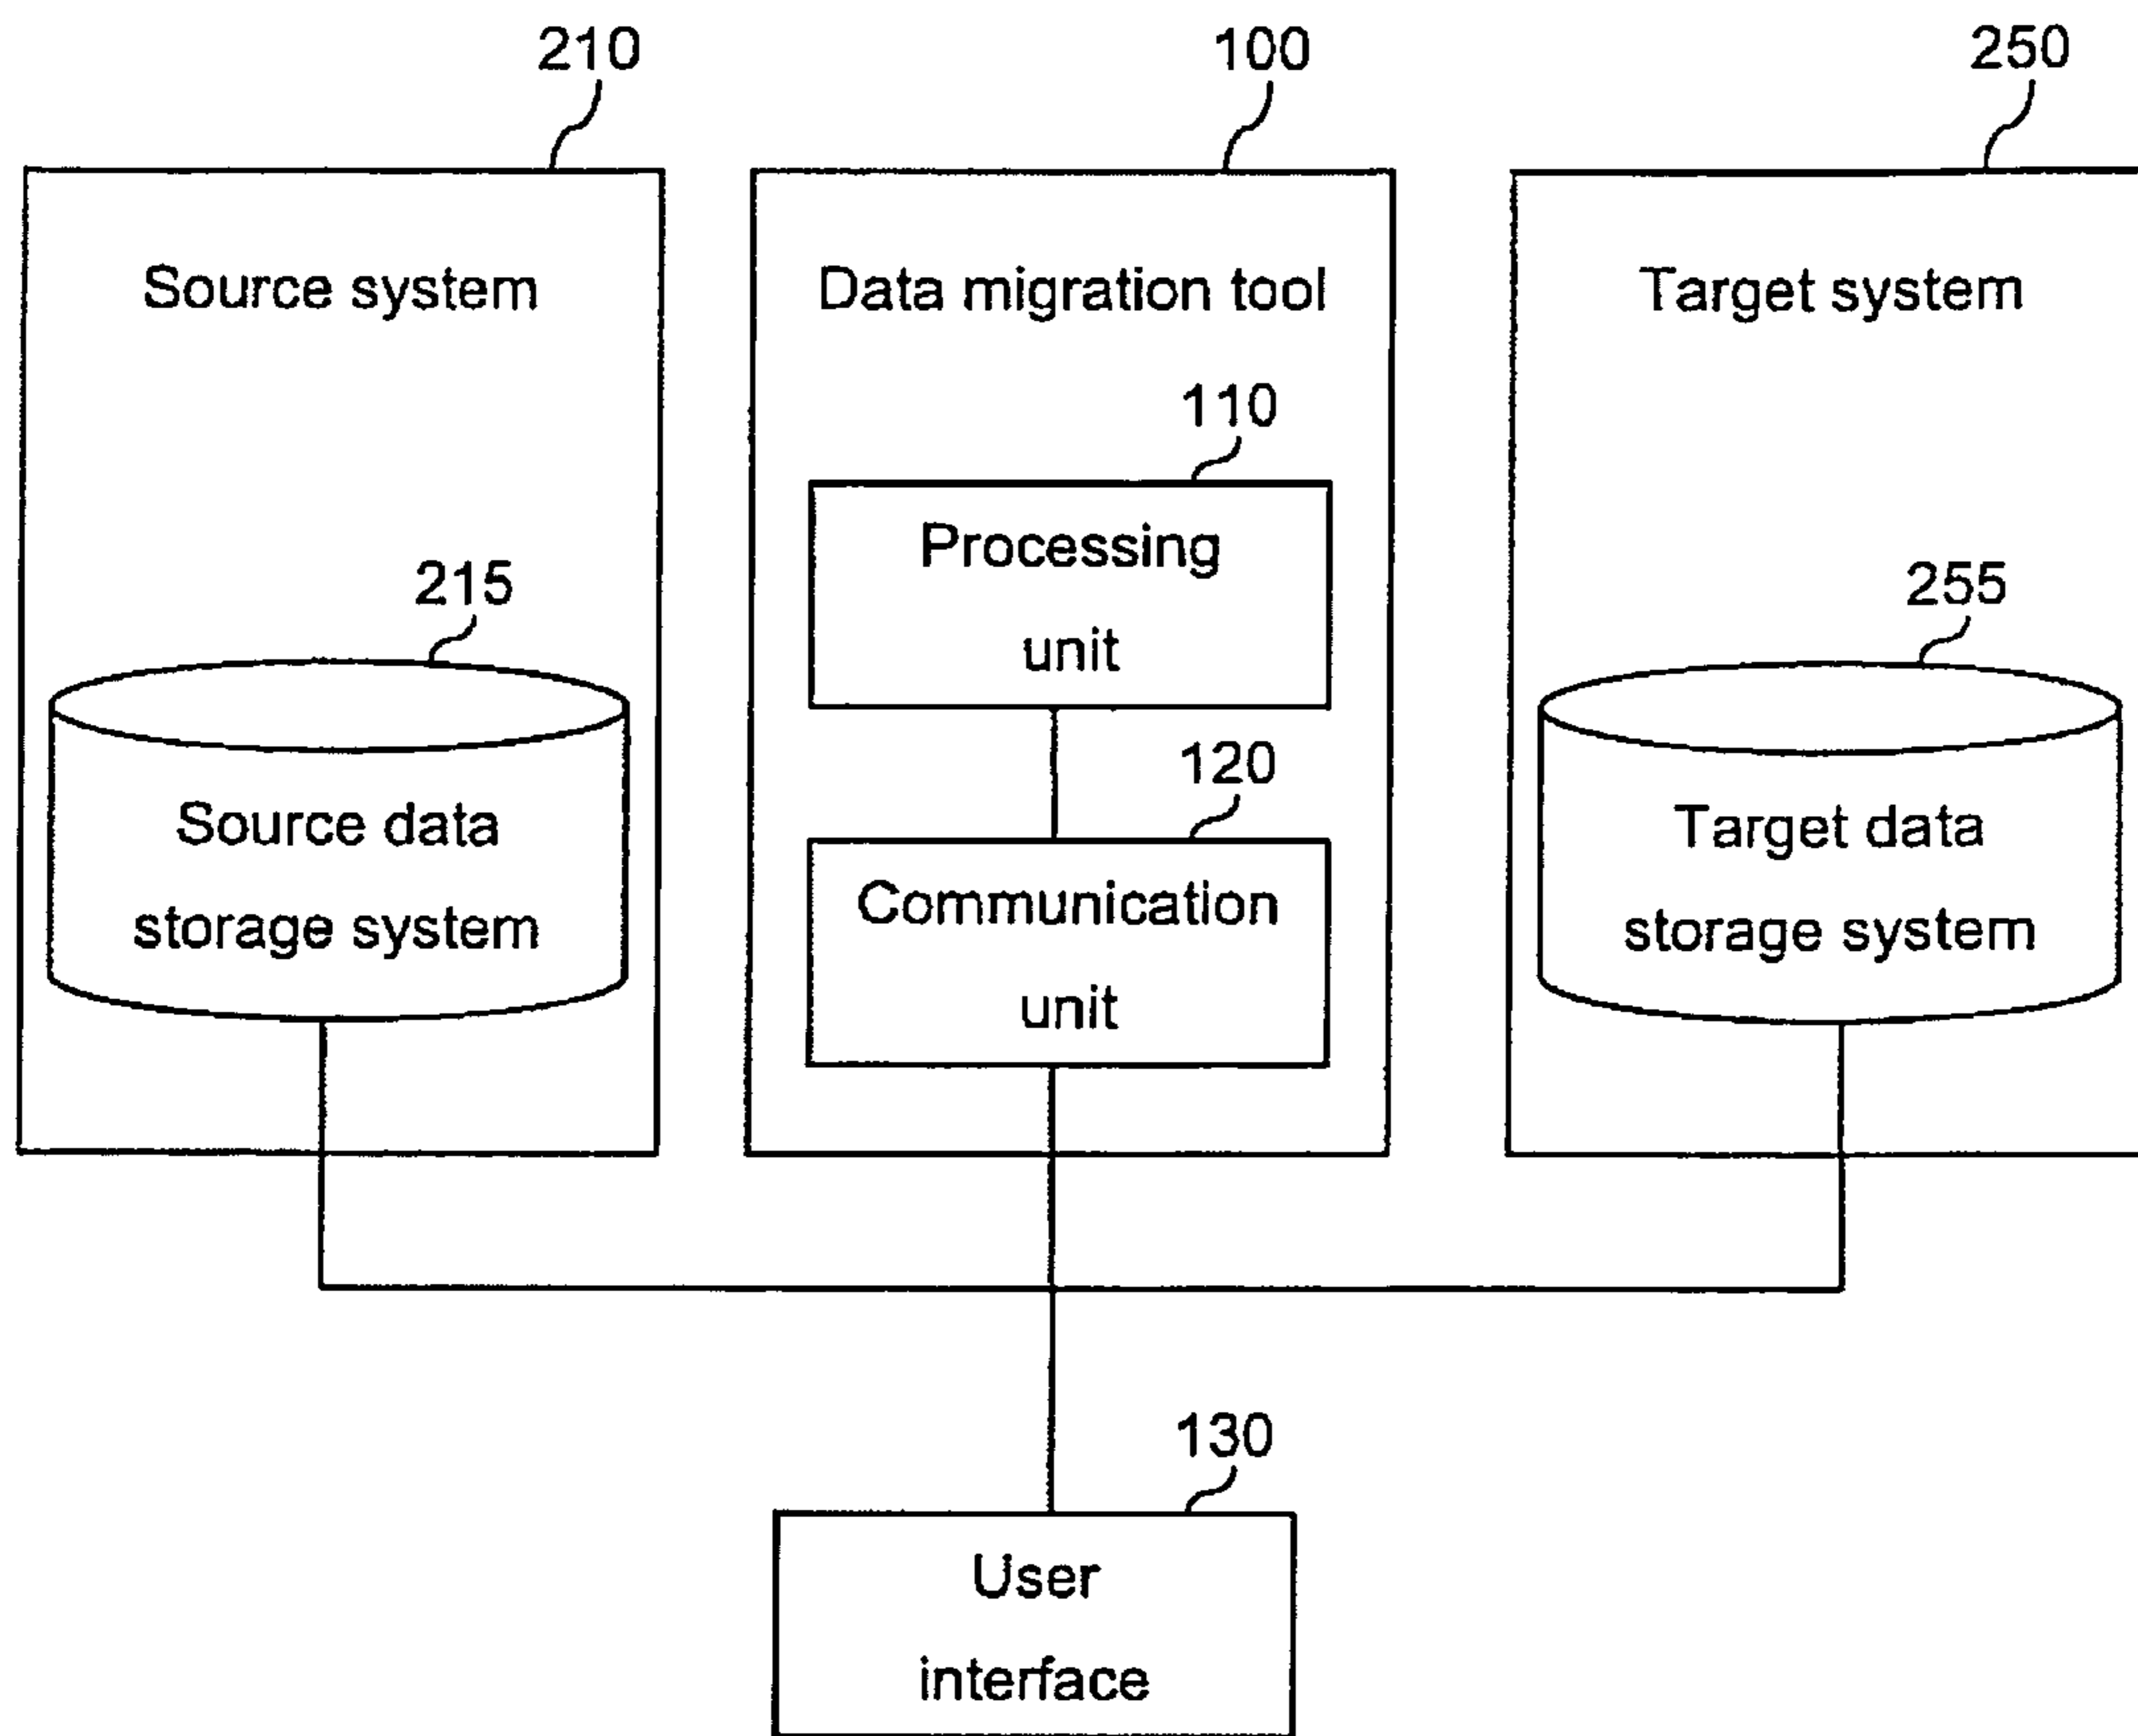 210
100
250
Source system
Data migration tool
Target system
110
Processing
unit
215
255
120
Source data
storage system
Communication
unit
Target data
storage system
130
User
interface